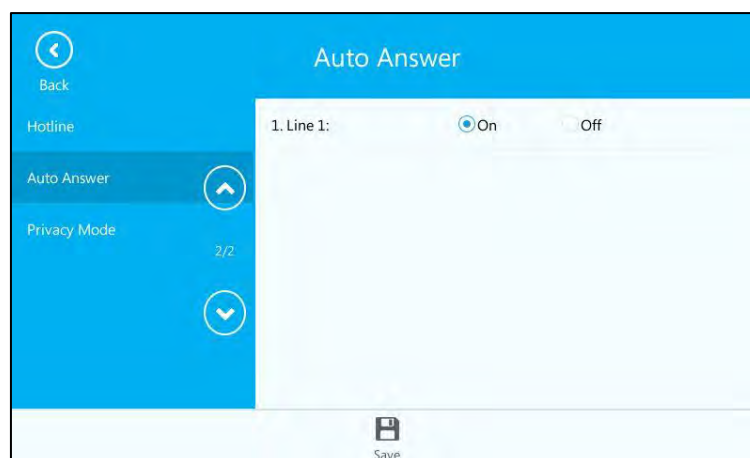 Auto Answer
Back
Hotline
1. Line 1: On Off
Auto Answer
Privacy Mode
2/2
Save